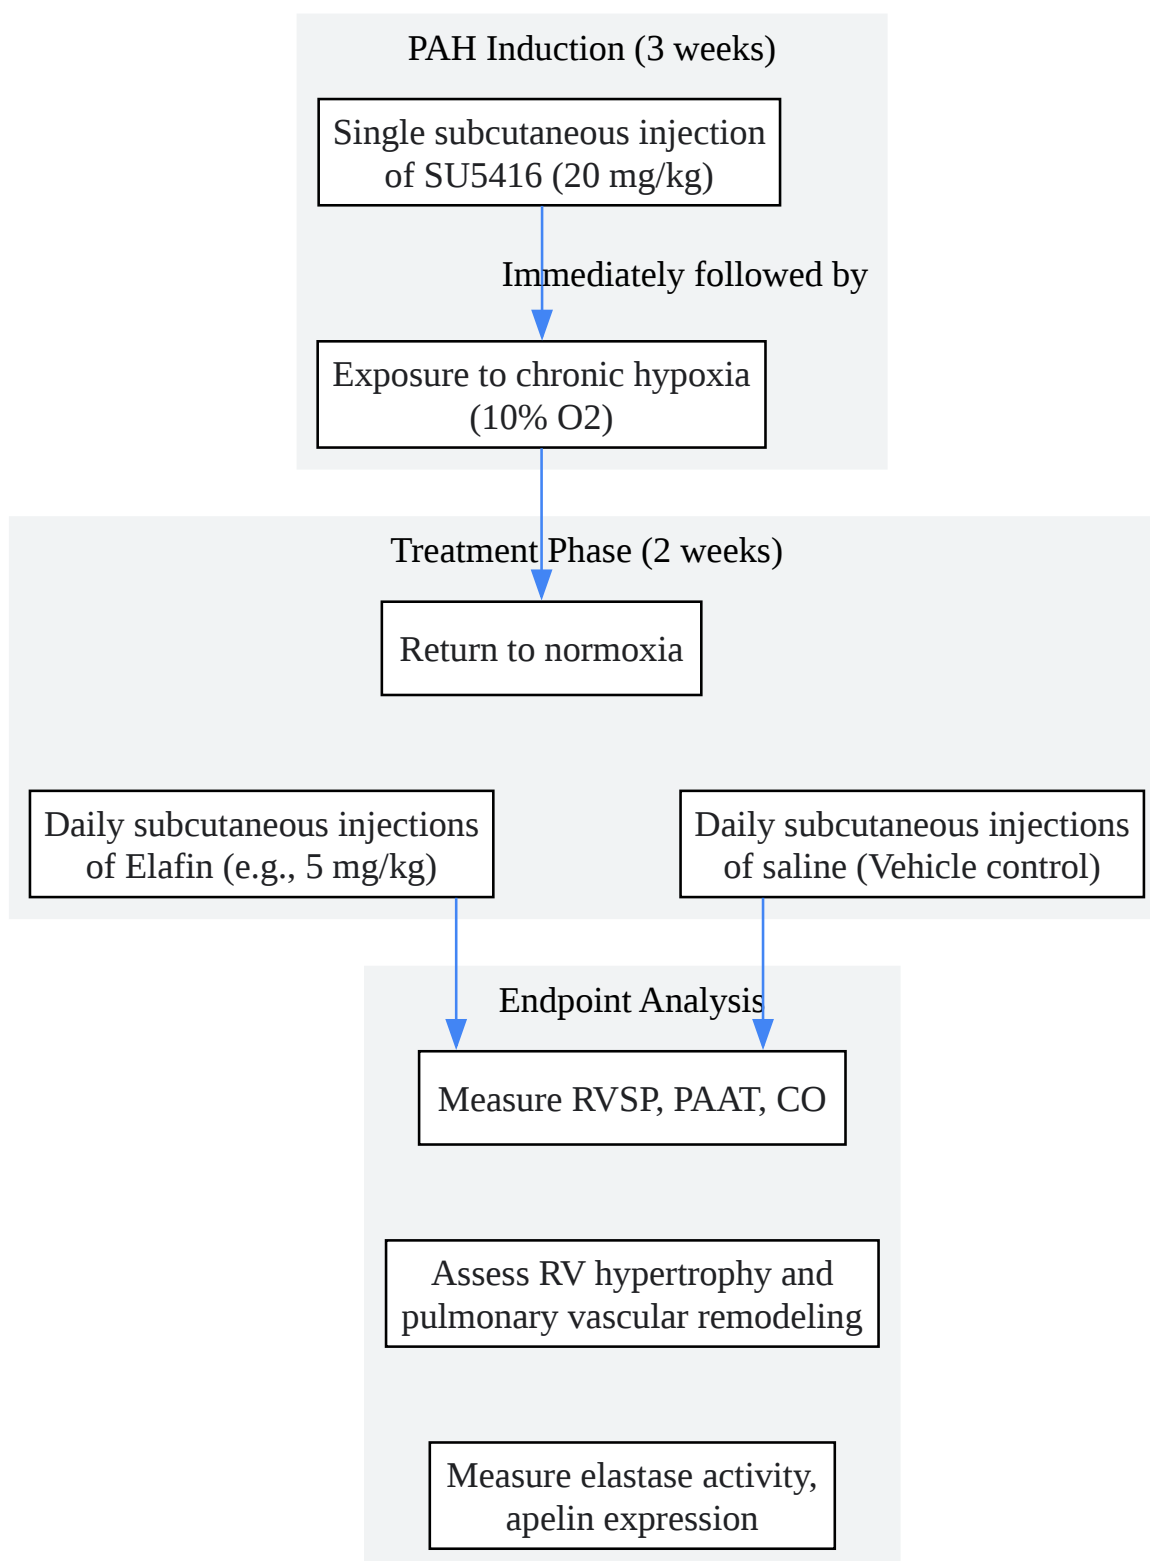 PAH Induction (3 weeks)
Single subcutaneous injection
of SU5416 (20 mg/kg)
Immediately followed by
Exposure to chronic hypoxia
(10% O2)
Treatment Phase (2 weeks)
Return to normoxia
Daily subcutaneous injections
of Elafin (e.g., 5 mg/kg)
Daily subcutaneous injections
of saline (Vehicle control)
Endpoint Analysis
Measure RVSP, PAAT, CO
Assess RV hypertrophy and
pulmonary vascular remodeling
Measure elastase activity,
apelin expression